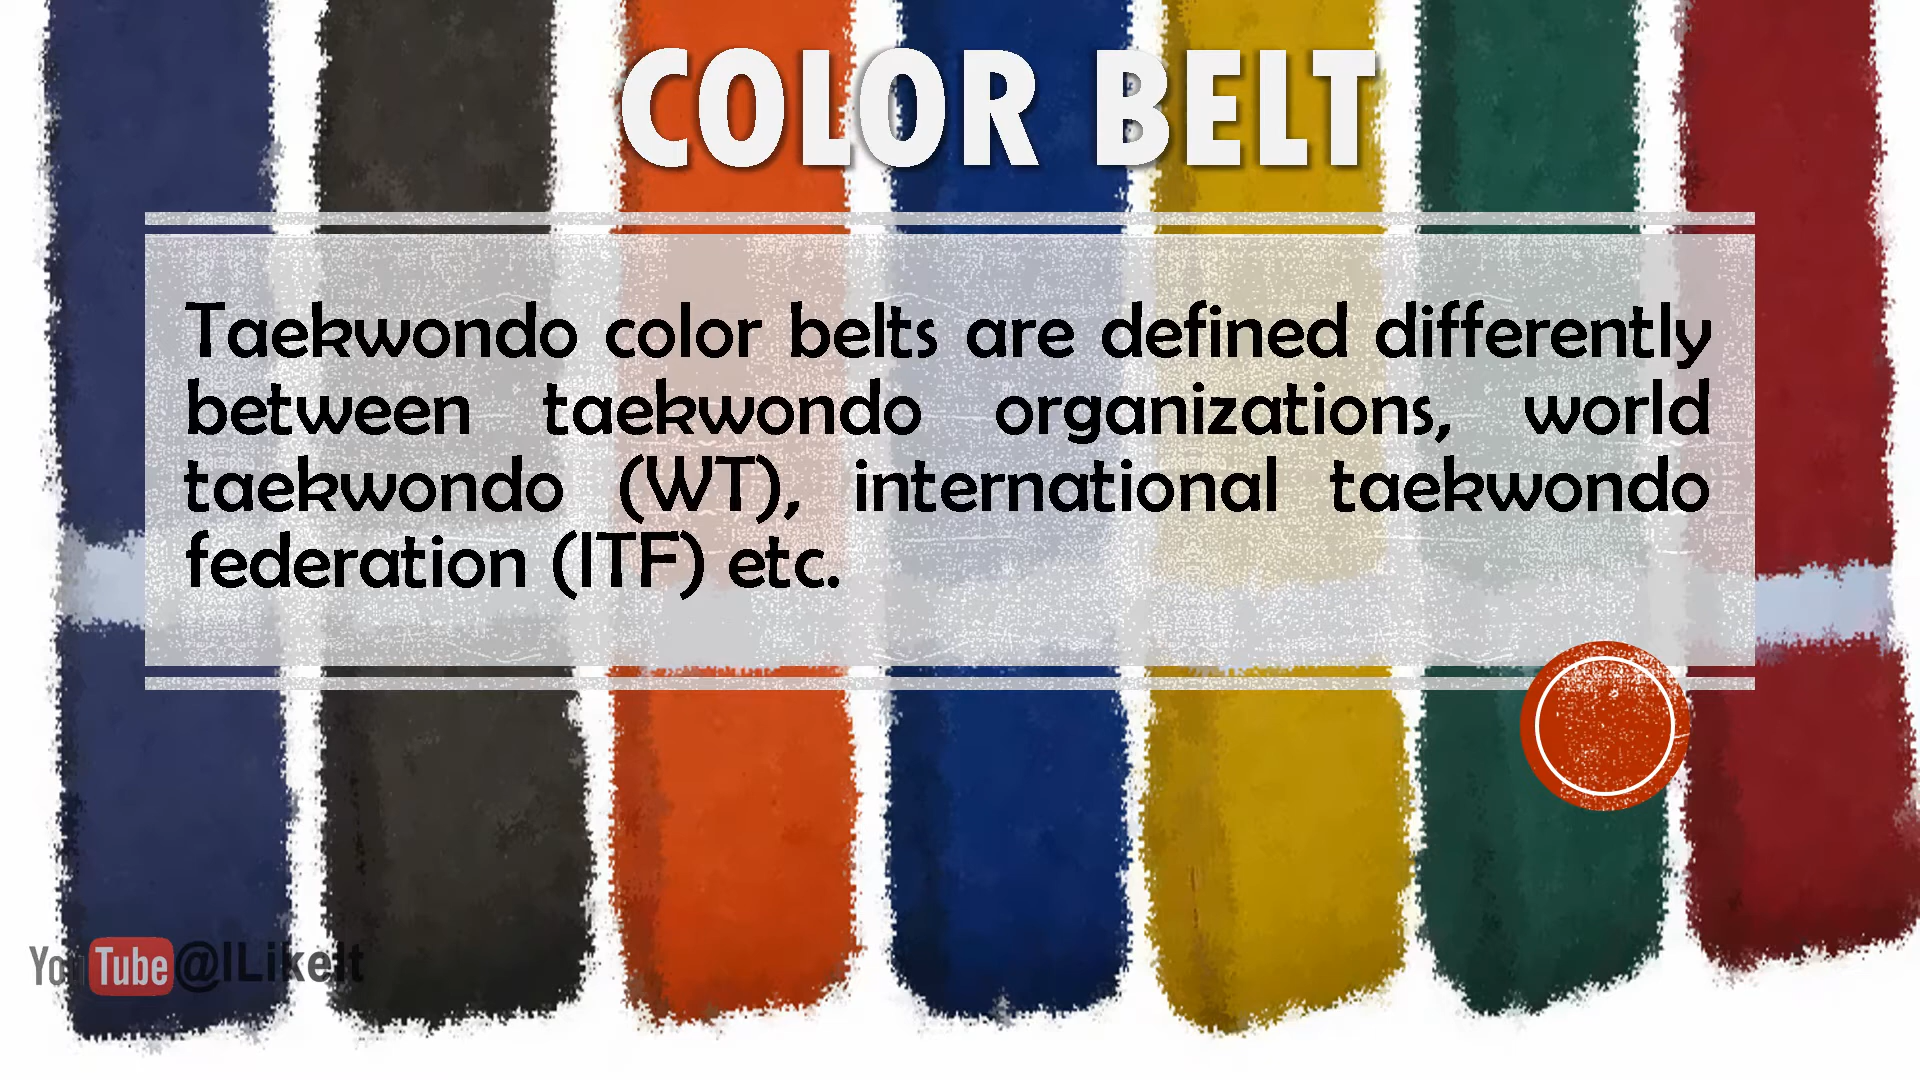 COLOR BELT
Taekwondo color belts are defined differently
between taekwondo organizations, world
taekwondo (WT), international taekwondo
federation (ITF) etc.
YouTube@ILikeIt